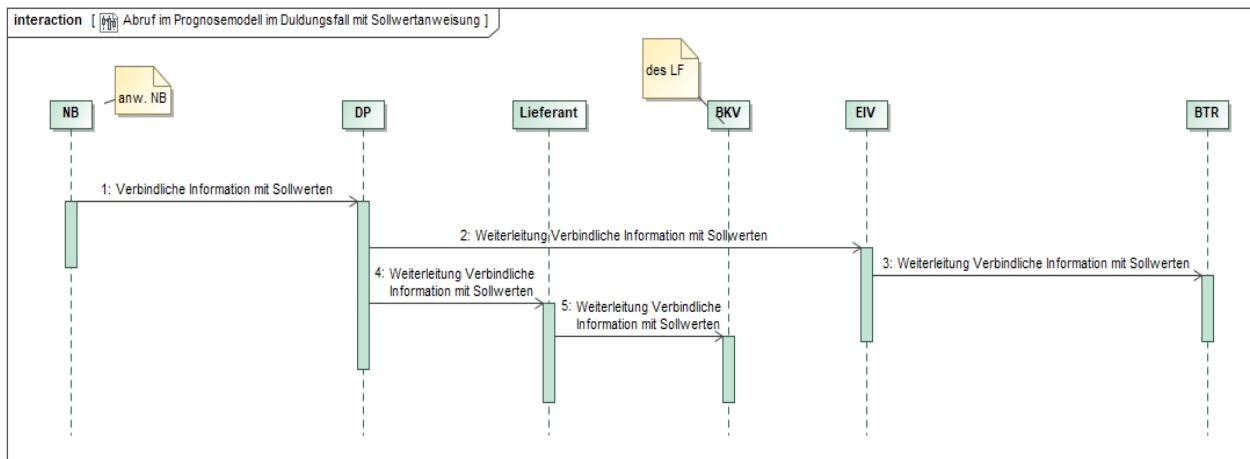 interaction [ Abruf im Prognosemodell im Duldungsfall mit Sollwertanweisung ]
anw. NB
des LF
NB
DP
Lieferant
BKV
EIV
BTR
1: Verbindliche Information mit Sollwerten
2: Weiterleitung Verbindliche Information mit Sollwerten
3: Weiterleitung Verbindliche Information mit Sollwerten
4: Weiterleitung Verbindliche
Information mit Sollwerten
5: Weiterleitung Verbindliche
Information mit Sollwerten